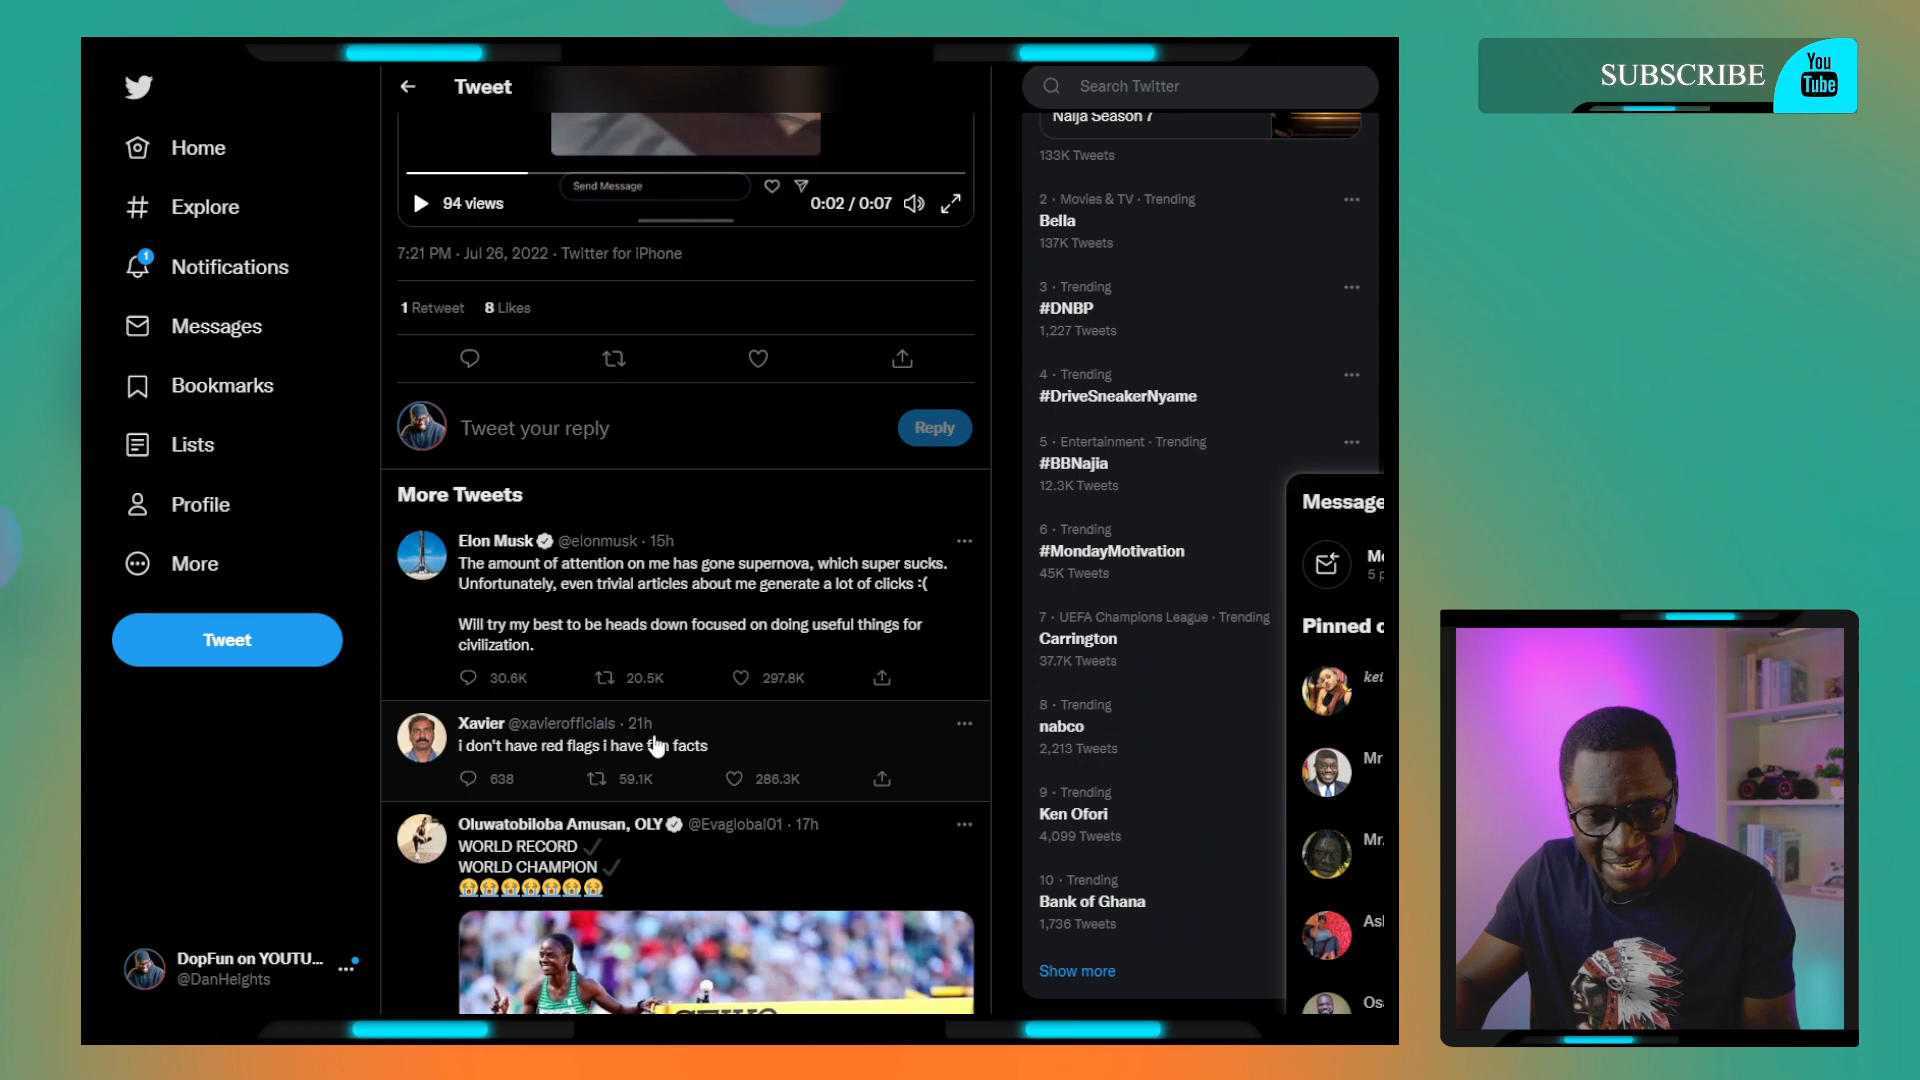 Home
Explore
1
Notifications
Messages
Bookmarks
Lists
Profile
More
Tweet
DopFun on YOUTU...
@DanHeights
Tweet
Send Message
94 views
0:02 / 0:07
7:21 PM · Jul 26, 2022 · Twitter for iPhone
1 Retweet 8 Likes
Tweet your reply
Reply
More Tweets
Elon Musk @elonmusk · 15h
The amount of attention on me has gone supernova, which super sucks.
Unfortunately, even trivial articles about me generate a lot of clicks :(
Will try my best to be heads down focused on doing useful things for
civilization.
30.6K 20.5K 297.8K
Xavier @xavierofficials · 21h
i don't have red flags i have fun facts
638 59.1K 286.3K
Oluwatobiloba Amusan, OLY @Evaglobal01 · 17h
WORLD RECORD ✔
WORLD CHAMPION ✔
😭😭😭😭😭😭😭
Search Twitter
Naija Season 7
133K Tweets
2 · Movies & TV · Trending
Bella
137K Tweets
3 · Trending
#DNBP
1,227 Tweets
4 · Trending
#DriveSneakerNyame
5 · Entertainment · Trending
#BBNajia
12.3K Tweets
6 · Trending
#MondayMotivation
45K Tweets
7 · UEFA Champions League · Trending
Carrington
37.7K Tweets
8 · Trending
nabco
2,213 Tweets
9 · Trending
Ken Ofori
4,099 Tweets
10 · Trending
Bank of Ghana
1,736 Tweets
Show more
Message
5 p
Pinned c
Mr
Mr.
SUBSCRIBE
You
Tube